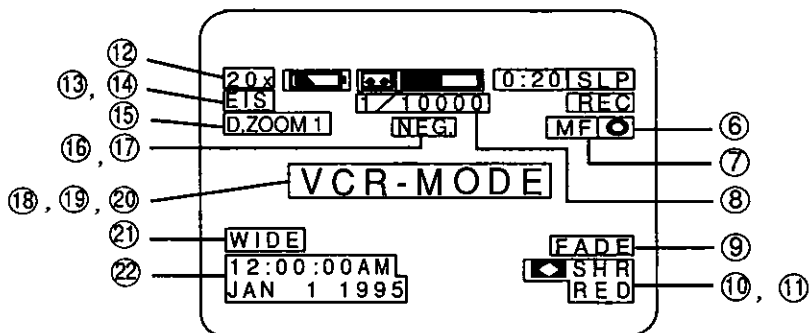 ⑫ 20x 0:20 SLP
⑬, ⑭ EIS 1/10000 REC
⑮ D.ZOOM 1 MF ⑥
⑯, ⑰ NEG. ⑦
⑱, ⑲, ⑳ VCR-MODE ⑧
㉑ WIDE FADE ⑨
㉒ 12:00:00AM SHR ⑩, ⑪
JAN 1 1995 RED